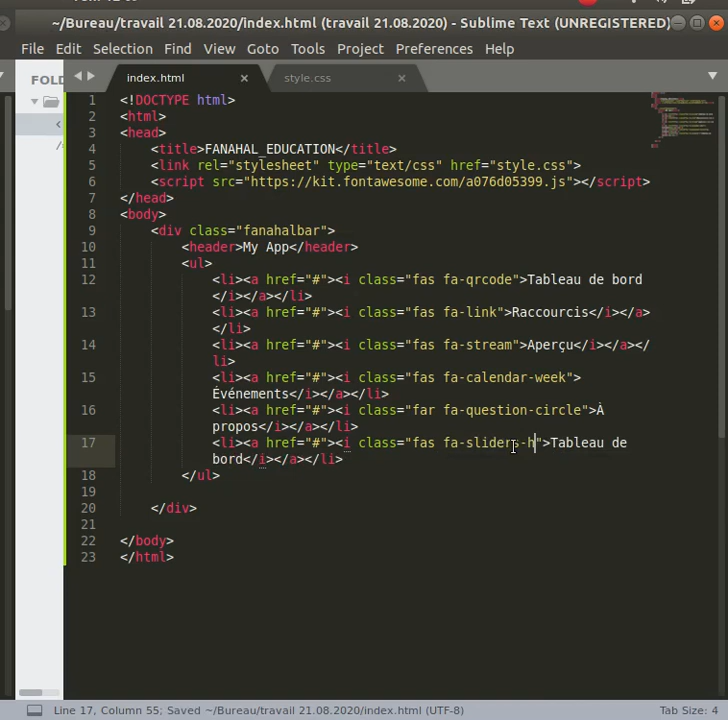 ~/Bureau/travail 21.08.2020/index.html (travail 21.08.2020) - Sublime Text (UNREGISTERED)
File Edit Selection Find View Goto Tools Project Preferences Help
FOLD
index.html
style.css
1 <!DOCTYPE html>
2 <html>
3 <head>
4 <title>FANAHAL_EDUCATION</title>
5 <link rel="stylesheet" type="text/css" href="style.css">
6 <script src="https://kit.fontawesome.com/a076d05399.js"></script>
7 </head>
8 <body>
9 <div class="fanahalbar">
10 <header>My App</header>
11 <ul>
12 <li><a href="#"><i class="fas fa-qrcode">Tableau de bord
</i></a></li>
13 <li><a href="#"><i class="fas fa-link">Raccourcis</i></a>
</li>
14 <li><a href="#"><i class="fas fa-stream">Aperçu</i></a></
li>
15 <li><a href="#"><i class="fas fa-calendar-week">
Événements</i></a></li>
16 <li><a href="#"><i class="far fa-question-circle">À
propos</i></a></li>
17 <li><a href="#"><i class="fas fa-sliders-h">Tableau de
bord</i></a></li>
18 </ul>
19
20 </div>
21
22 </body>
23 </html>
Line 17, Column 55; Saved ~/Bureau/travail 21.08.2020/index.html (UTF-8)
Tab Size: 4